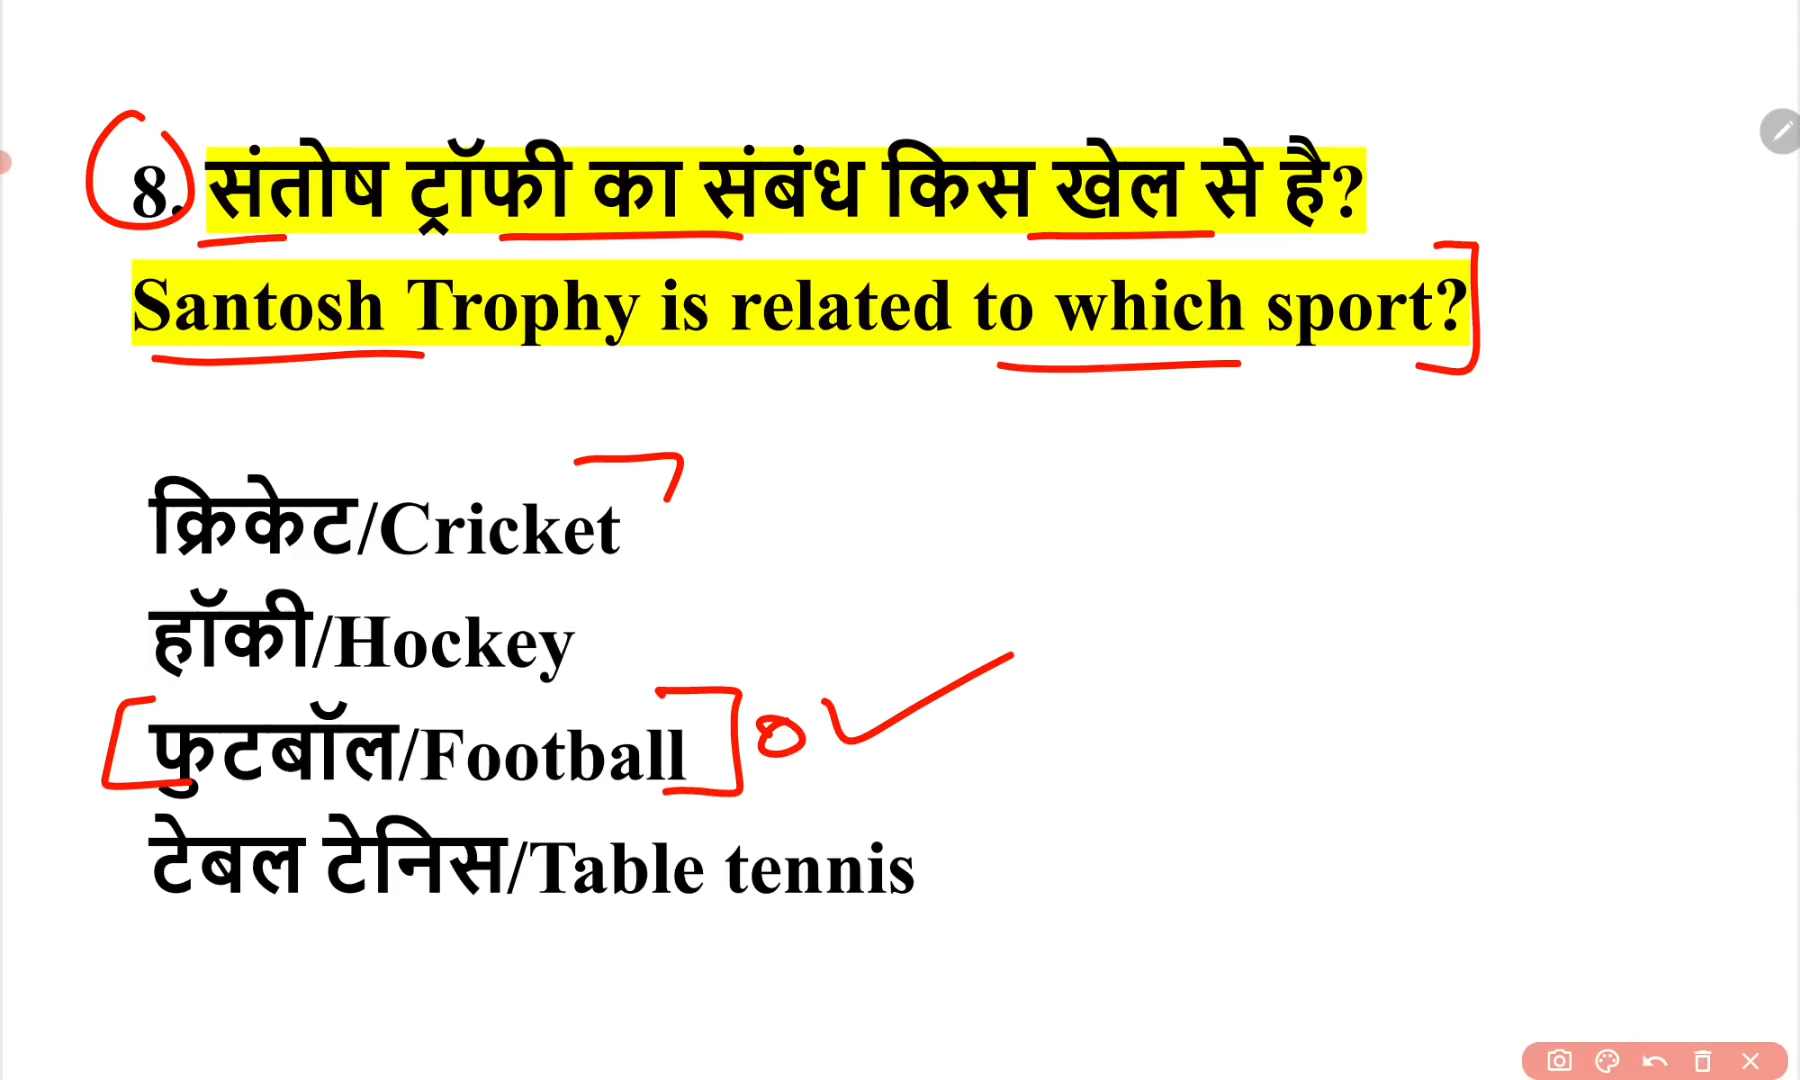 8. संतोष ट्रॉफी का संबंध किस खेल से है?
Santosh Trophy is related to which sport?
क्रिकेट/Cricket
हॉकी/Hockey
फुटबॉल/Football
टेबल टेनिस/Table tennis